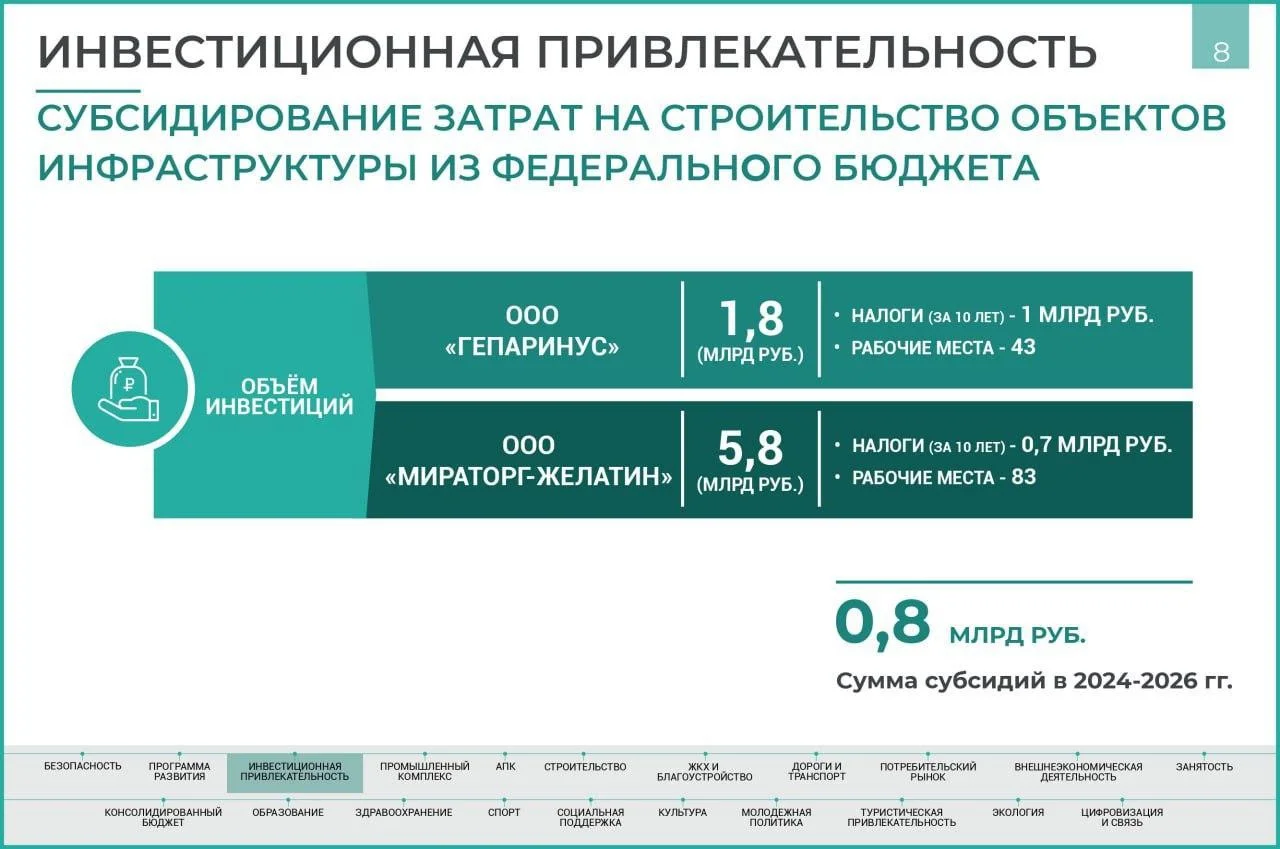 ИНВЕСТИЦИОННАЯ ПРИВЛЕКАТЕЛЬНОСТЬ
8
СУБСИДИРОВАНИЕ ЗАТРАТ НА СТРОИТЕЛЬСТВО ОБЪЕКТОВ
ИНФРАСТРУКТУРЫ ИЗ ФЕДЕРАЛЬНОГО БЮДЖЕТА
₽
ОБЪЁМ
ИНВЕСТИЦИЙ
ООО
«ГЕПАРИНУС»
1,8
(МЛРД РУБ.)
• НАЛОГИ (ЗА 10 ЛЕТ) - 1 МЛРД РУБ.
• РАБОЧИЕ МЕСТА - 43
ООО
«МИРАТОРГ-ЖЕЛАТИН»
5,8
(МЛРД РУБ.)
• НАЛОГИ (ЗА 10 ЛЕТ) - 0,7 МЛРД РУБ.
• РАБОЧИЕ МЕСТА - 83
0,8 МЛРД РУБ.
Сумма субсидий в 2024-2026 гг.
БЕЗОПАСНОСТЬ
ПРОГРАММА
РАЗВИТИЯ
ИНВЕСТИЦИОННАЯ
ПРИВЛЕКАТЕЛЬНОСТЬ
ПРОМЫШЛЕННЫЙ
КОМПЛЕКС
АПК
СТРОИТЕЛЬСТВО
ЖКХ И
БЛАГОУСТРОЙСТВО
ДОРОГИ И
ТРАНСПОРТ
ПОТРЕБИТЕЛЬСКИЙ
РЫНОК
ВНЕШНЕЭКОНОМИЧЕСКАЯ
ДЕЯТЕЛЬНОСТЬ
ЗАНЯТОСТЬ
КОНСОЛИДИРОВАННЫЙ
БЮДЖЕТ
ОБРАЗОВАНИЕ
ЗДРАВООХРАНЕНИЕ
СПОРТ
СОЦИАЛЬНАЯ
ПОДДЕРЖКА
КУЛЬТУРА
МОЛОДЕЖНАЯ
ПОЛИТИКА
ТУРИСТИЧЕСКАЯ
ПРИВЛЕКАТЕЛЬНОСТЬ
ЭКОЛОГИЯ
ЦИФРОВИЗАЦИЯ
И СВЯЗЬ